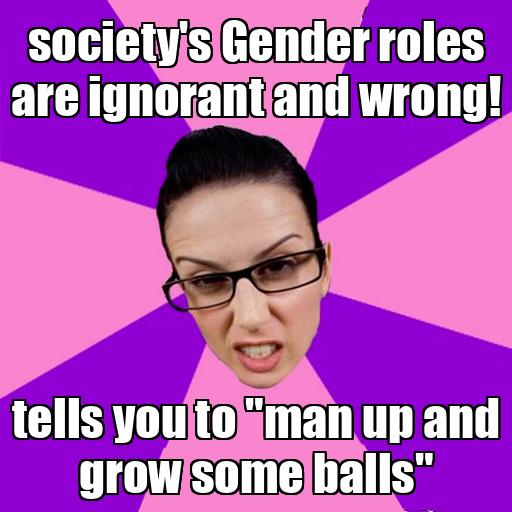 society's Gender roles
are ignorant and wrong!
tells you to "man up and
grow some balls"